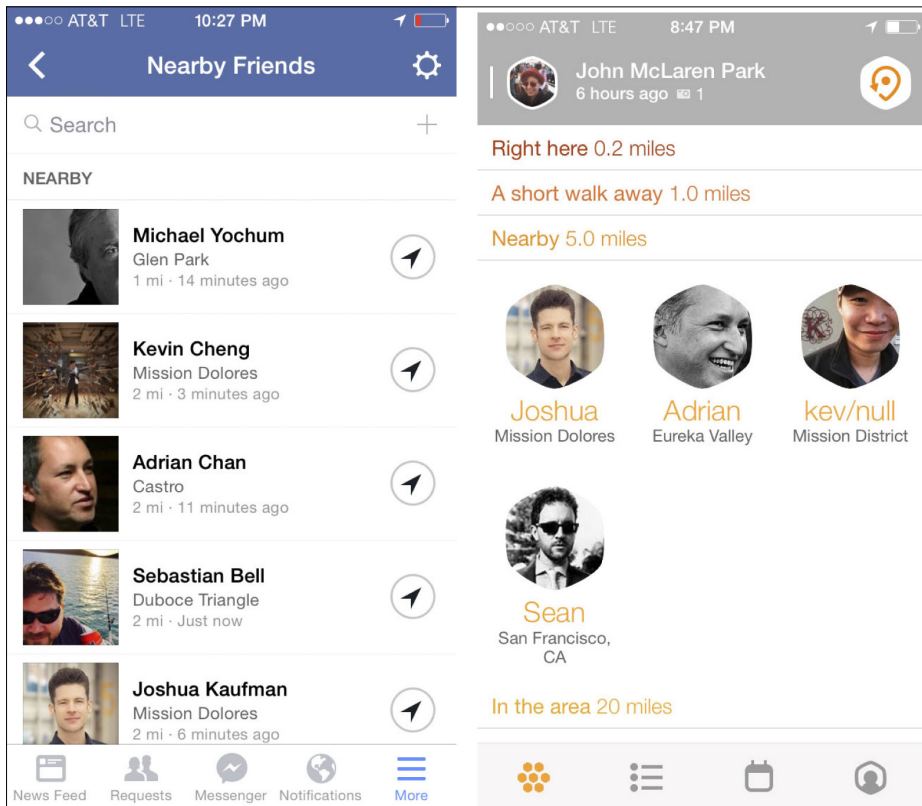 AT&T LTE 10:27 PM
Nearby Friends
Search
NEARBY
Michael Yochum
Glen Park
1 mi · 14 minutes ago
Kevin Cheng
Mission Dolores
2 mi · 3 minutes ago
Adrian Chan
Castro
2 mi · 11 minutes ago
Sebastian Bell
Duboce Triangle
2 mi · Just now
Joshua Kaufman
Mission Dolores
2 mi · 6 minutes ago
News Feed Requests Messenger Notifications More
AT&T LTE 8:47 PM
John McLaren Park
6 hours ago 1
Right here 0.2 miles
A short walk away 1.0 miles
Nearby 5.0 miles
Joshua Adrian kev/null
Mission Dolores Eureka Valley Mission District
Sean
San Francisco,
CA
In the area 20 miles